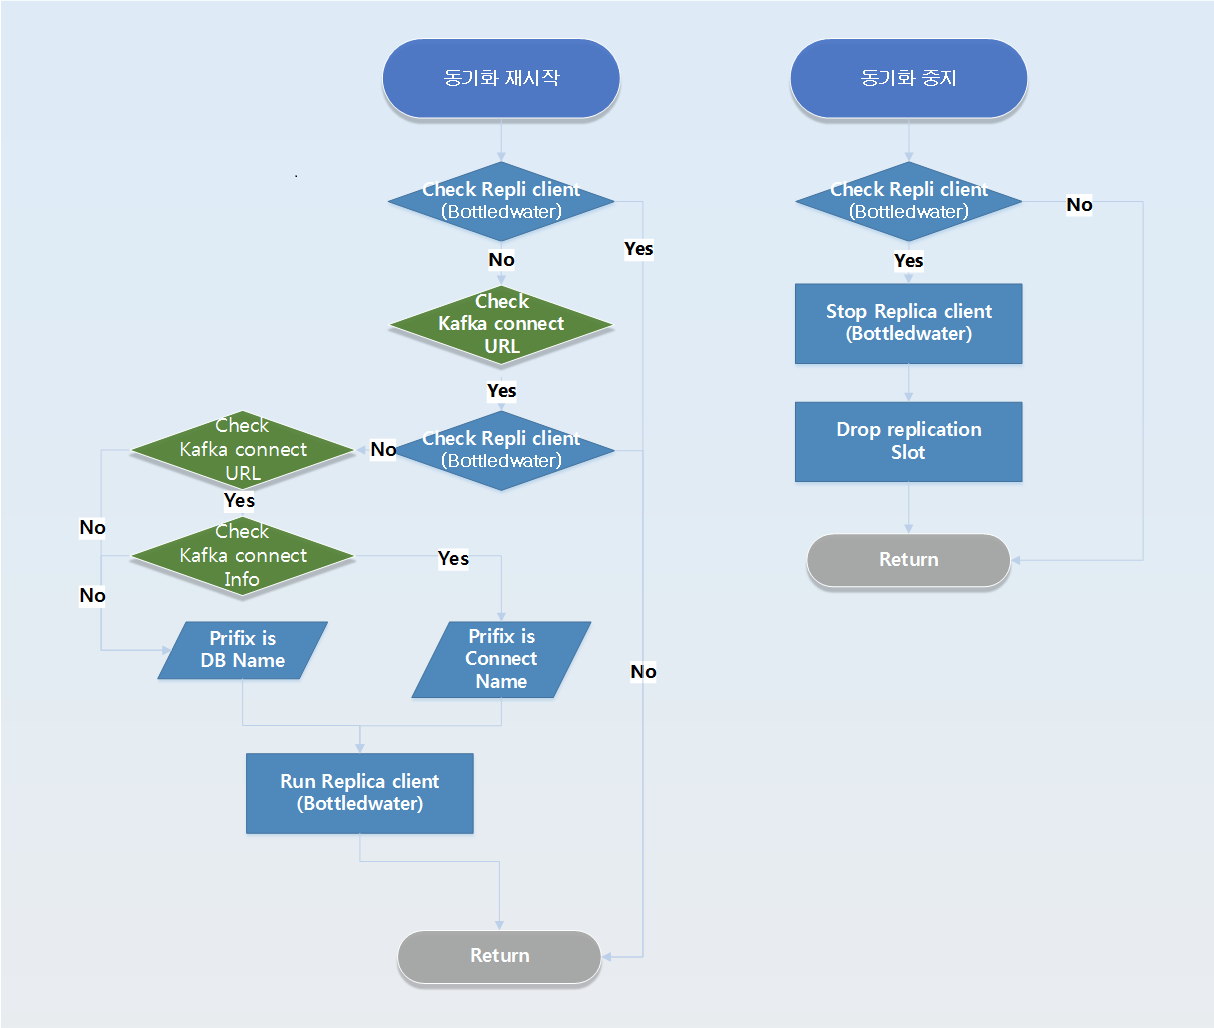 동기화 재시작
Check Repli client
(Bottledwater)
Yes
No
Check
Kafka connect
URL
Yes
Check Repli client
(Bottledwater)
No
Check
Kafka connect
URL
Yes
No
Check
Kafka connect
Info
Yes
No
Prifix is
DB Name
Prifix is
Connect
Name
No
Run Replica client
(Bottledwater)
Return
동기화 중지
Check Repli client
(Bottledwater)
No
Yes
Stop Replica client
(Bottledwater)
Drop replication
Slot
Return